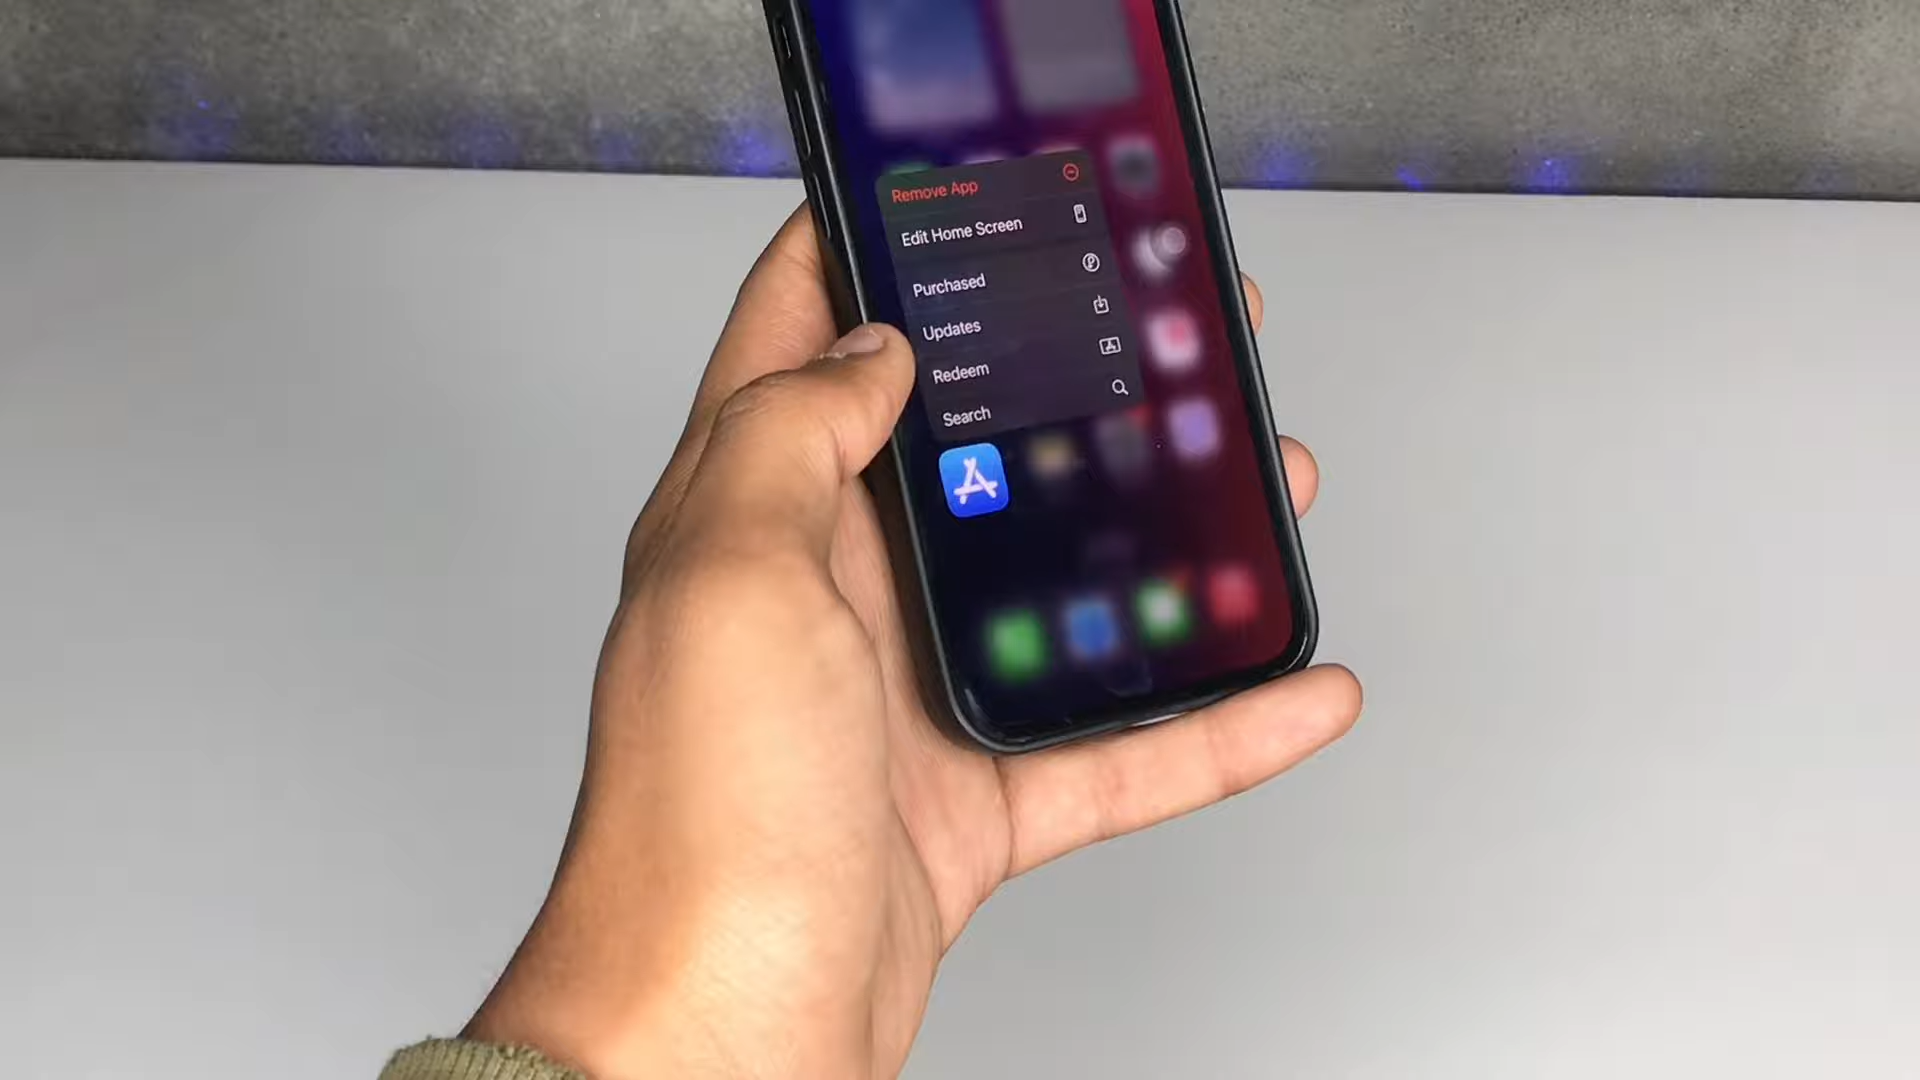 Remove App
Edit Home Screen
Purchased
Updates
Redeem
Search